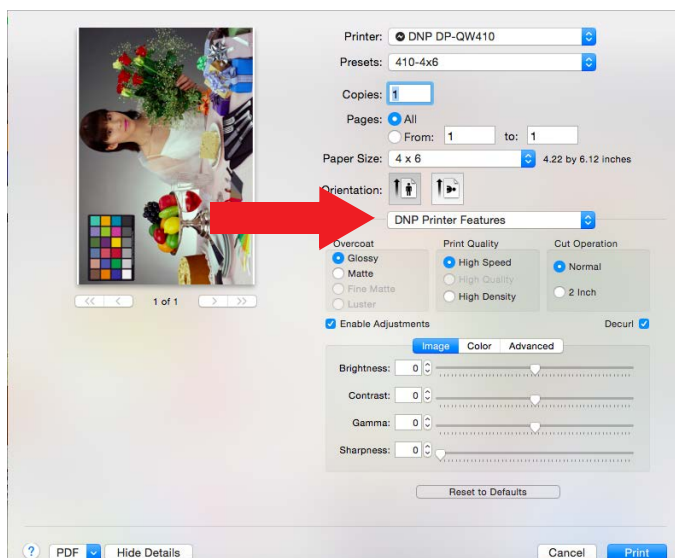 Printer: DNP DP-QW410
Presets: 410-4x6
Copies: 1
Pages: All
From: 1 to: 1
Paper Size: 4 x 6 4.22 by 6.12 inches
Orientation:
DNP Printer Features
Overcoat Print Quality Cut Operation
Glossy High Speed Normal
Matte High Quality
Fine Matte High Density 2 Inch
Luster
<< < 1 of 1 > >>
Enable Adjustments Decurl
Image Color Advanced
Brightness: 0
Contrast: 0
Gamma: 0
Sharpness: 0
Reset to Defaults
? PDF Hide Details Cancel Print